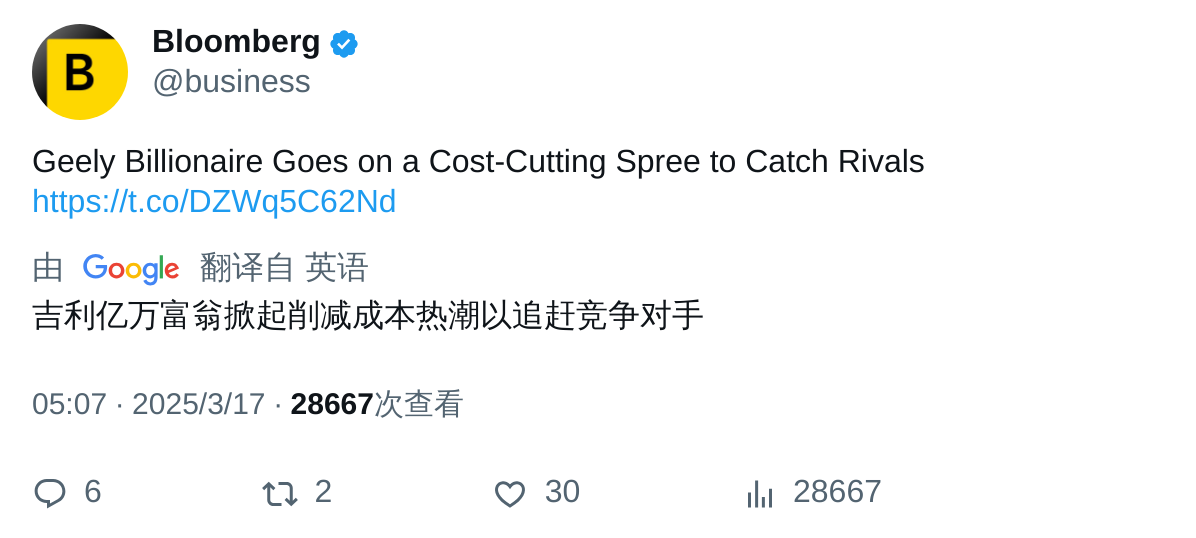 B
Bloomberg
@business
Geely Billionaire Goes on a Cost-Cutting Spree to Catch Rivals
https://t.co/DZWq5C62Nd
由 Google 翻译自 英语
吉利亿万富翁掀起削减成本热潮以追赶竞争对手
05:07 · 2025/3/17 · 28667次查看
6 2 30 28667